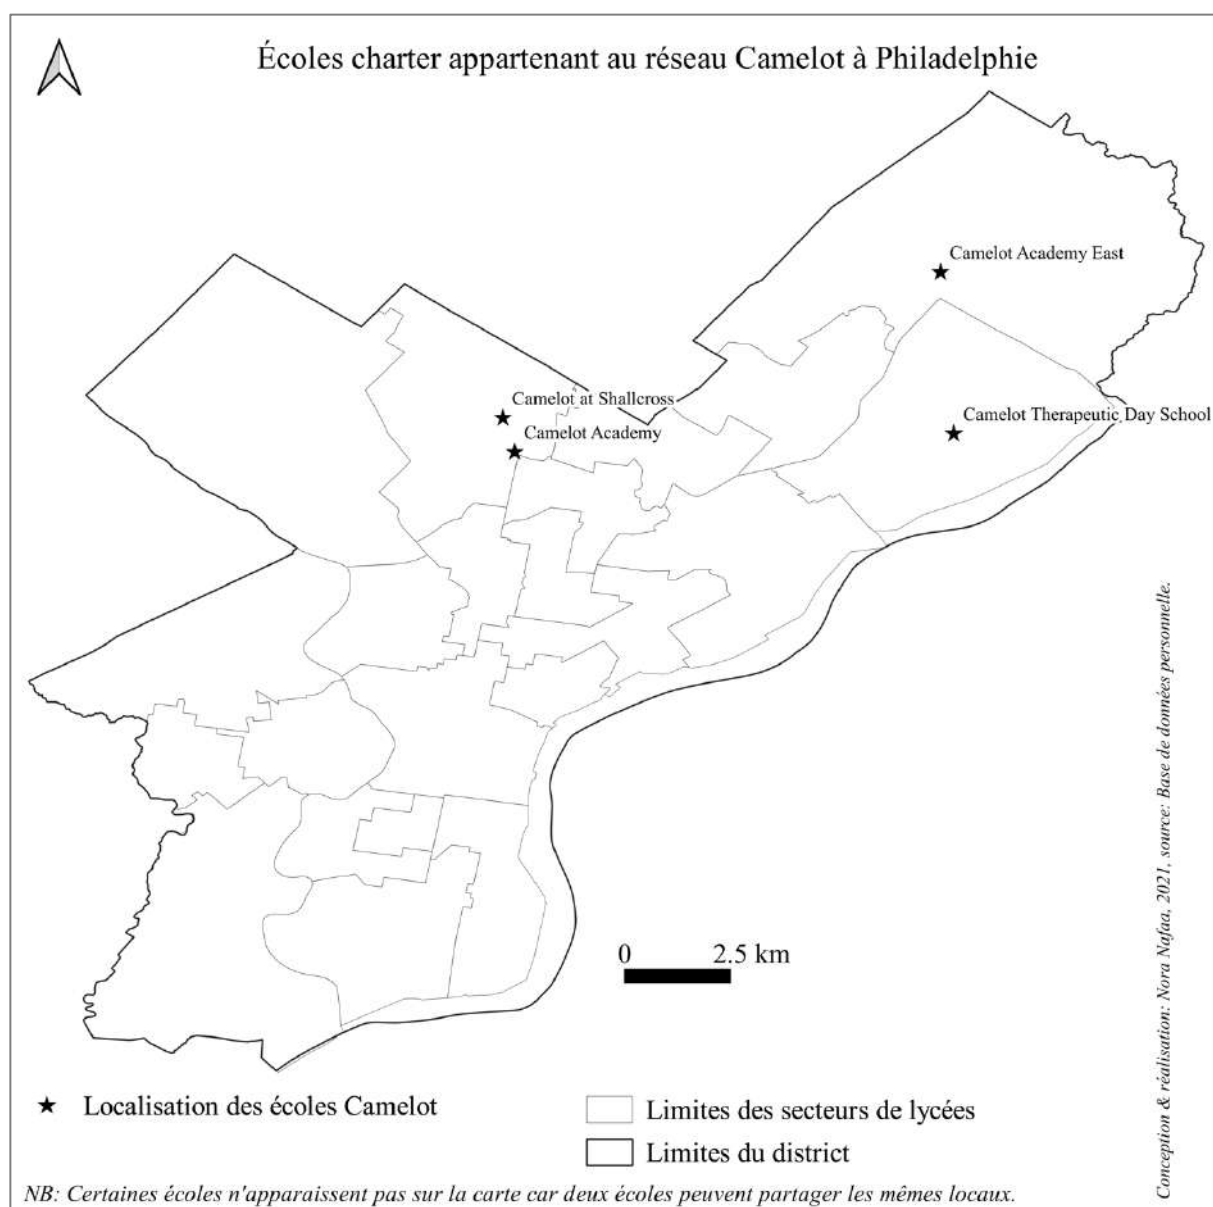 Écoles charter appartenant au réseau Camelot à Philadelphie
Camelot Academy East
Camelot at Shallcross
Camelot Academy
Camelot Therapeutic Day School
0 2.5 km
Localisation des écoles Camelot
Limites des secteurs de lycées
Limites du district
NB: Certaines écoles n'apparaissent pas sur la carte car deux écoles peuvent partager les mêmes locaux.
Conception & réalisation: Nora Nafaa, 2021, source: Base de données personnelle.